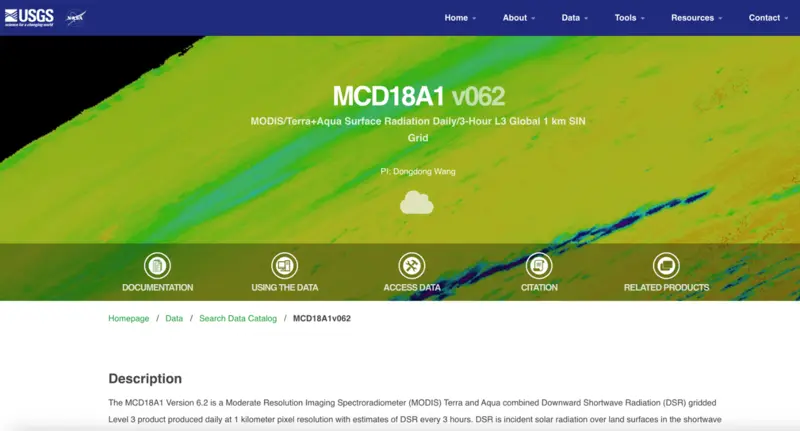 USGS
science for a changing world
NASA
Home
About
Data
Tools
Resources
Contact
MCD18A1 v062
MODIS/Terra+Aqua Surface Radiation Daily/3-Hour L3 Global 1 km SIN
Grid
PI: Dongdong Wang
DOCUMENTATION
USING THE DATA
ACCESS DATA
CITATION
RELATED PRODUCTS
Homepage / Data / Search Data Catalog / MCD18A1v062
Description
The MCD18A1 Version 6.2 is a Moderate Resolution Imaging Spectroradiometer (MODIS) Terra and Aqua combined Downward Shortwave Radiation (DSR) gridded
Level 3 product produced daily at 1 kilometer pixel resolution with estimates of DSR every 3 hours. DSR is incident solar radiation over land surfaces in the shortwave